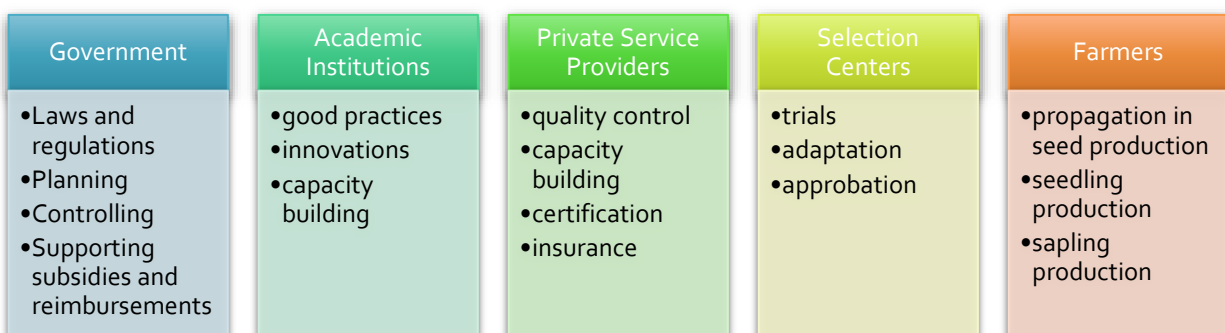 Government
•Laws and
regulations
•Planning
•Controlling
•Supporting
subsidies and
reimbursements
Academic
Institutions
•good practices
•innovations
•capacity
building
Private Service
Providers
•quality control
•capacity
building
•certification
•insurance
Selection
Centers
•trials
•adaptation
•approbation
Farmers
•propagation in
seed production
•seedling
production
•sapling
production